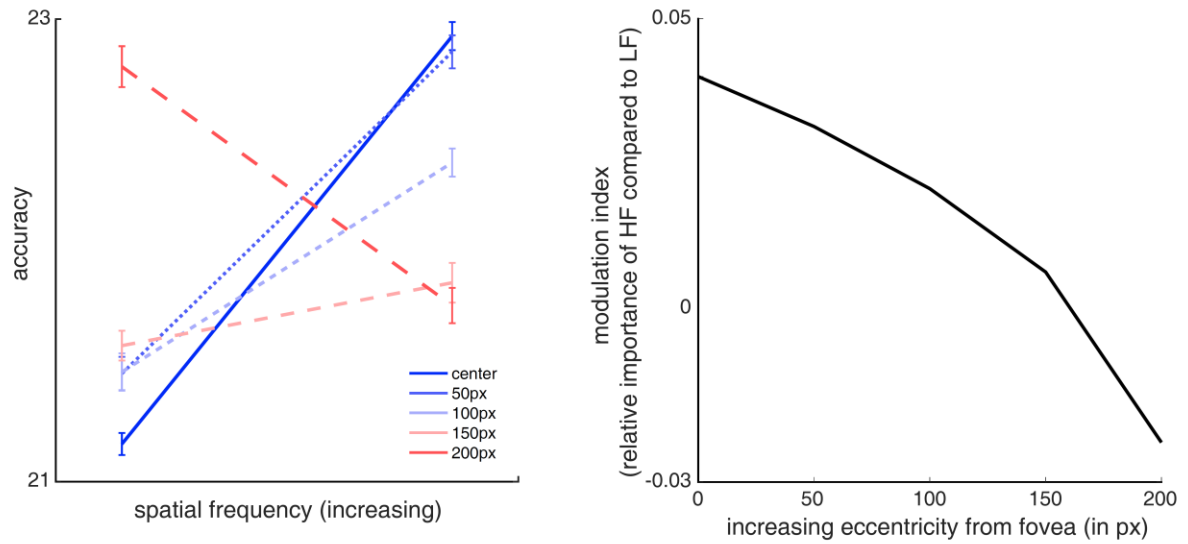 23
accuracy
21
spatial frequency (increasing)
center
50px
100px
150px
200px
0.05
modulation index
(relative importance of HF compared to LF)
0
-0.03
0 50 100 150 200
increasing eccentricity from fovea (in px)